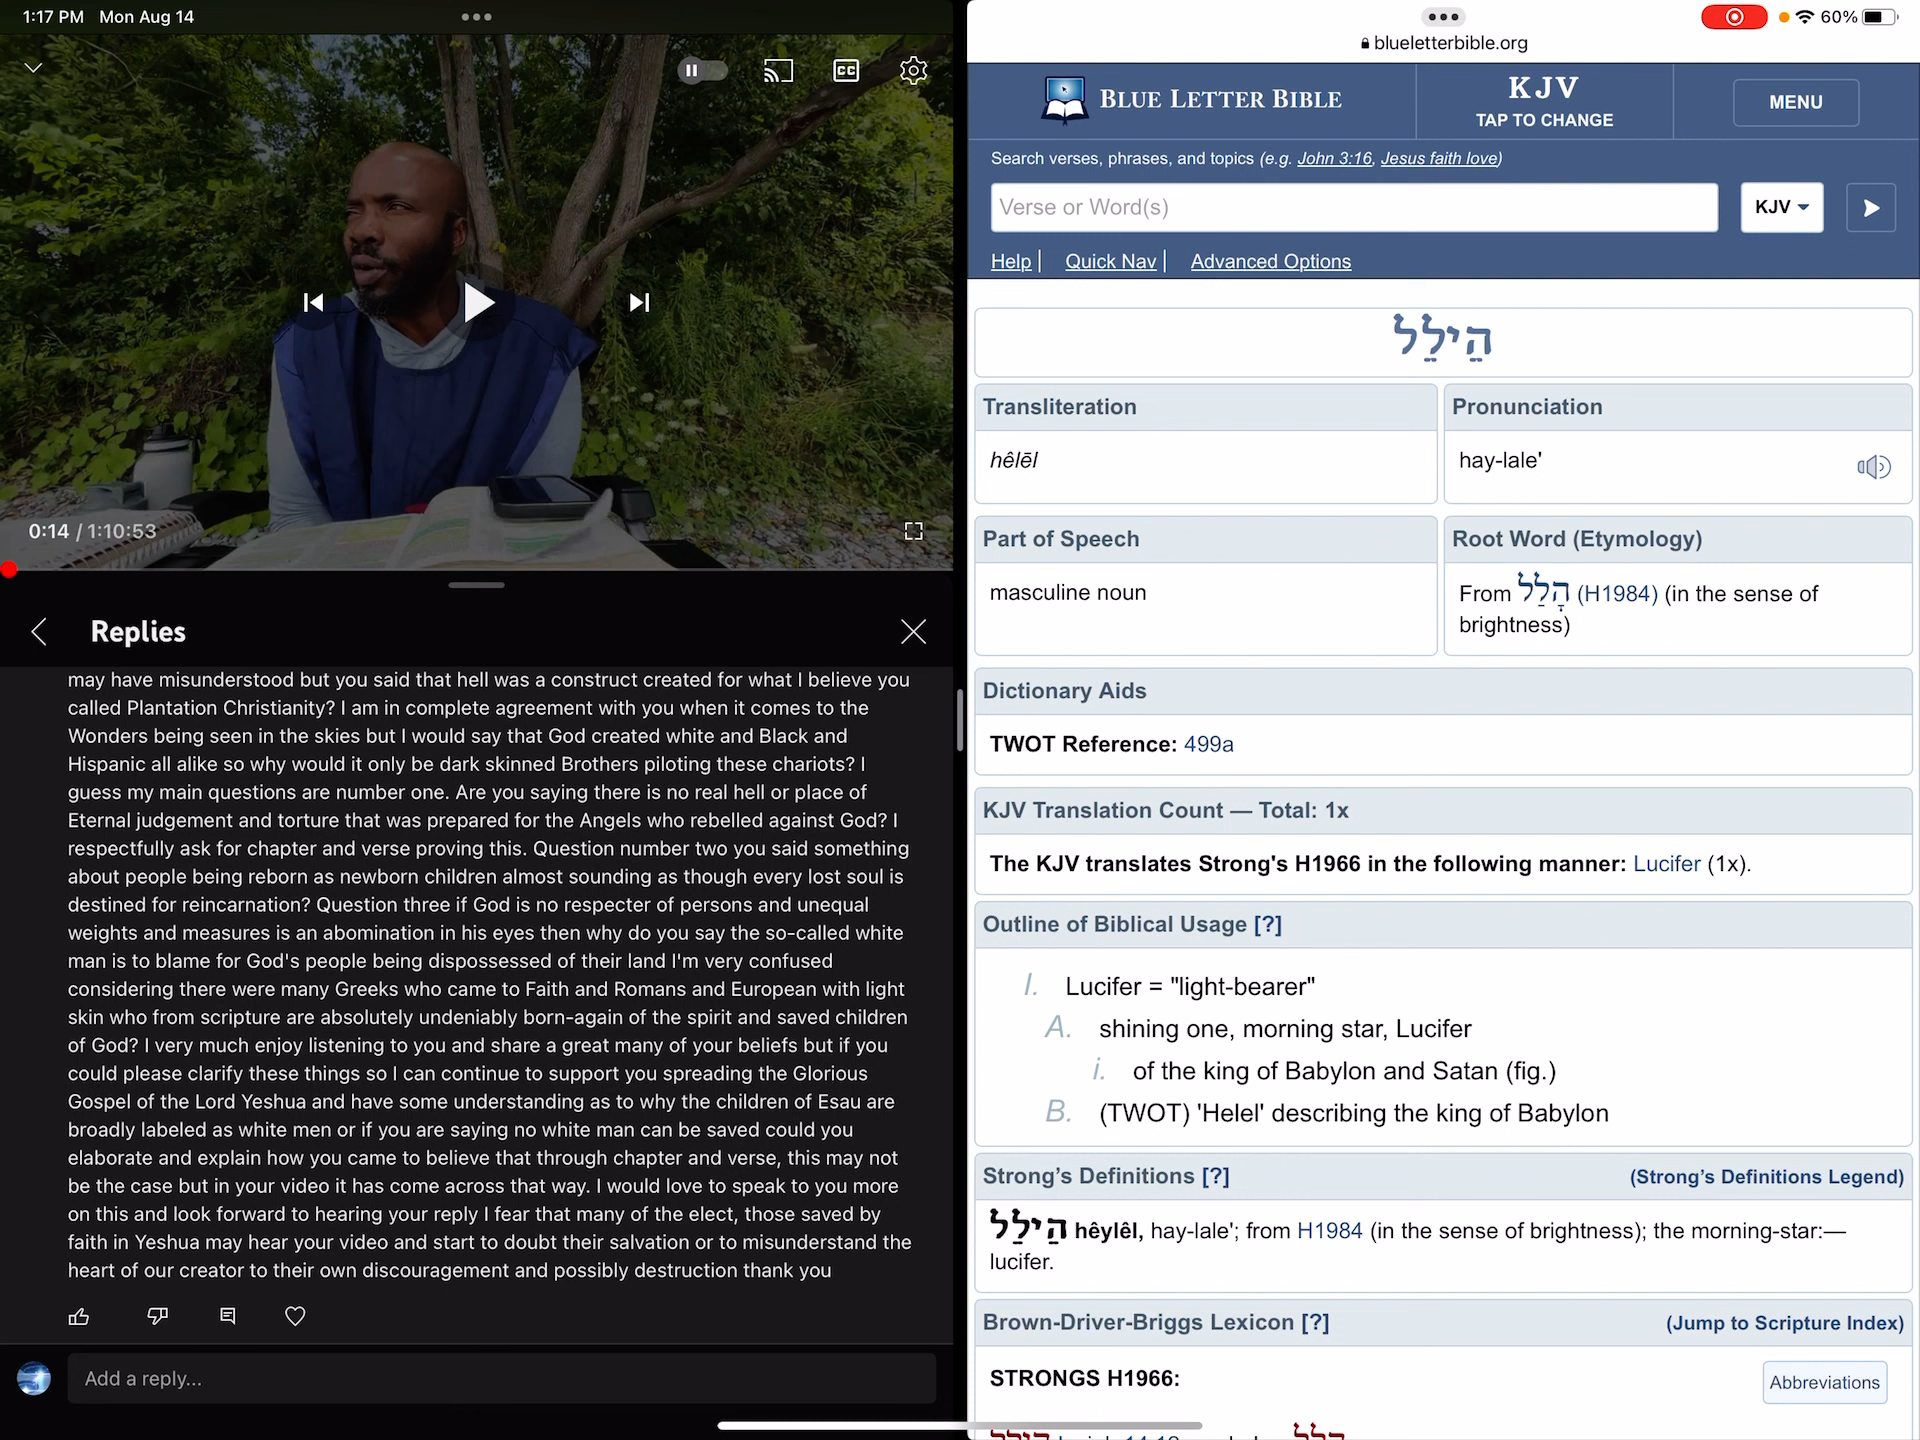 1:17 PM Mon Aug 14
CC
0:14 / 1:10:53
Replies
may have misunderstood but you said that hell was a construct created for what I believe you
called Plantation Christianity? I am in complete agreement with you when it comes to the
Wonders being seen in the skies but I would say that God created white and Black and
Hispanic all alike so why would it only be dark skinned Brothers piloting these chariots? I
guess my main questions are number one. Are you saying there is no real hell or place of
Eternal judgement and torture that was prepared for the Angels who rebelled against God? I
respectfully ask for chapter and verse proving this. Question number two you said something
about people being reborn as newborn children almost sounding as though every lost soul is
destined for reincarnation? Question three if God is no respecter of persons and unequal
weights and measures is an abomination in his eyes then why do you say the so-called white
man is to blame for God's people being dispossessed of their land I'm very confused
considering there were many Greeks who came to Faith and Romans and European with light
skin who from scripture are absolutely undeniably born-again of the spirit and saved children
of God? I very much enjoy listening to you and share a great many of your beliefs but if you
could please clarify these things so I can continue to support you spreading the Glorious
Gospel of the Lord Yeshua and have some understanding as to why the children of Esau are
broadly labeled as white men or if you are saying no white man can be saved could you
elaborate and explain how you came to believe that through chapter and verse, this may not
be the case but in your video it has come across that way. I would love to speak to you more
on this and look forward to hearing your reply I fear that many of the elect, those saved by
faith in Yeshua may hear your video and start to doubt their salvation or to misunderstand the
heart of our creator to their own discouragement and possibly destruction thank you
Add a reply...
60%
blueletterbible.org
BLUE LETTER BIBLE
KJV
TAP TO CHANGE
MENU
Search verses, phrases, and topics (e.g. John 3:16, Jesus faith love)
Verse or Word(s)
KJV
Help | Quick Nav | Advanced Options
הֵילֵל
Transliteration
hêlēl
Pronunciation
hay-lale'
Part of Speech
masculine noun
Root Word (Etymology)
From הָלַל (H1984) (in the sense of
brightness)
Dictionary Aids
TWOT Reference: 499a
KJV Translation Count — Total: 1x
The KJV translates Strong's H1966 in the following manner: Lucifer (1x).
Outline of Biblical Usage [?]
I. Lucifer = "light-bearer"
A. shining one, morning star, Lucifer
i. of the king of Babylon and Satan (fig.)
B. (TWOT) 'Helel' describing the king of Babylon
Strong's Definitions [?] (Strong's Definitions Legend)
הֵילֵל hêylêl, hay-lale'; from H1984 (in the sense of brightness); the morning-star:—
lucifer.
Brown-Driver-Briggs Lexicon [?] (Jump to Scripture Index)
STRONGS H1966:
Abbreviations